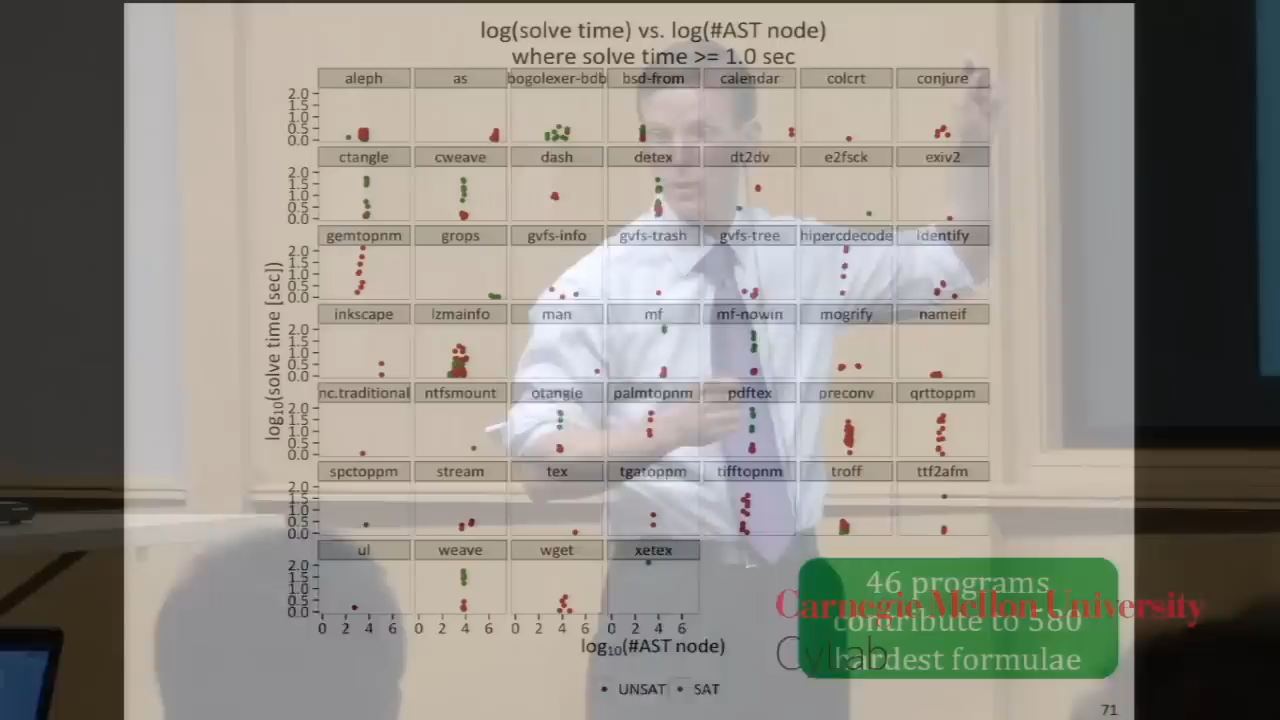 log(solve time) vs. log(#AST node)
where solve time >= 1.0 sec
aleph as bogolexer-bdb bsd-from calendar colcrt conjure
2.0
1.5
1.0
0.5
0.0
ctangle cweave dash detex dt2dv e2fsck exiv2
2.0
1.5
1.0
0.5
0.0
gemtopnm grops gvfs-info gvfs-trash gvfs-tree hipercdecode identify
2.0
1.5
1.0
0.5
0.0
inkscape lzmainfo man mf mf-nowin mogrify nameif
2.0
1.5
1.0
0.5
0.0
nc.traditional ntfsmount otangle palmtopnm pdftex preconv qrttoppm
2.0
1.5
1.0
0.5
0.0
spctoppm stream tex tgatoppm tifftopnm troff ttf2afm
2.0
1.5
1.0
0.5
0.0
ul weave wget xetex
2.0
1.5
1.0
0.5
0.0
0 2 4 6 0 2 4 6 0 2 4 6 0 2 4 6
log10(solve time [sec])
log10(#AST node)
UNSAT SAT
46 programs
contribute to 580
hardest formulae
Carnegie Mellon University
CyLab
71